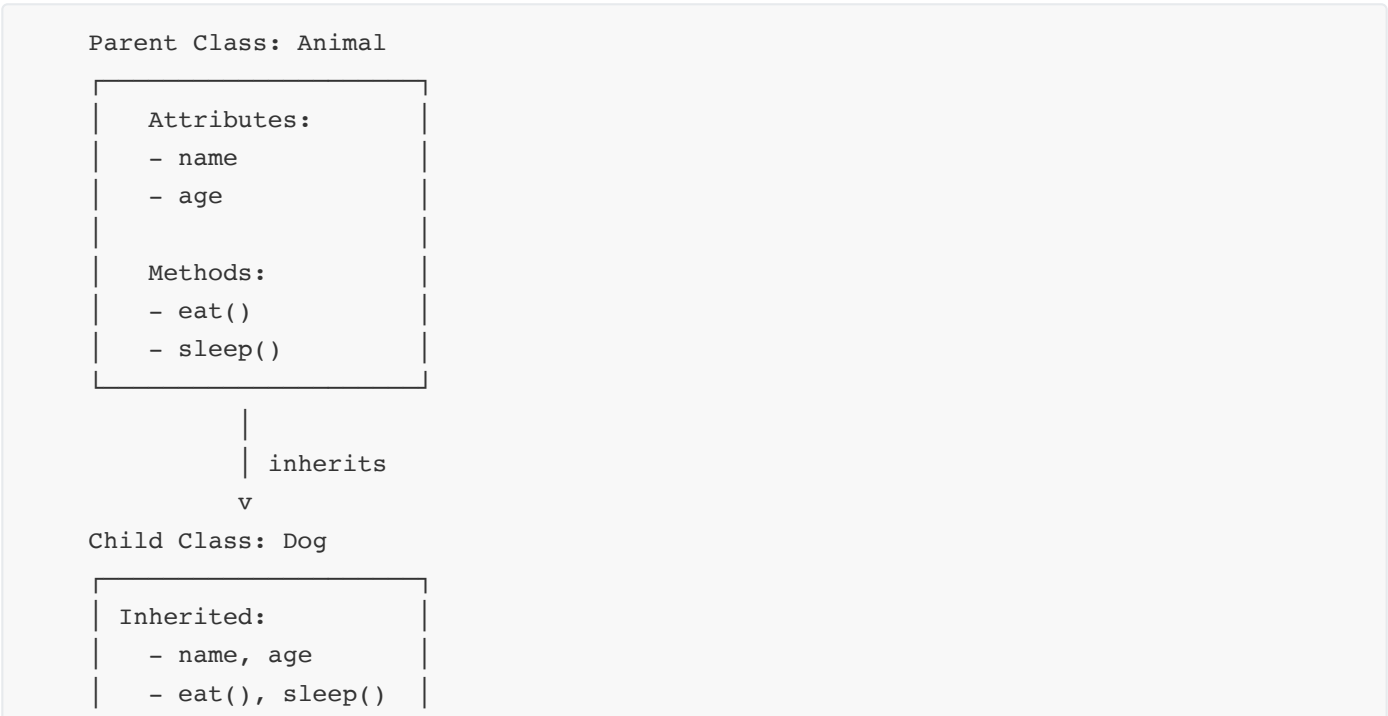 Parent Class: Animal
Attributes:
- name
- age
Methods:
- eat()
- sleep()
inherits
v
Child Class: Dog
Inherited:
- name, age
- eat(), sleep()